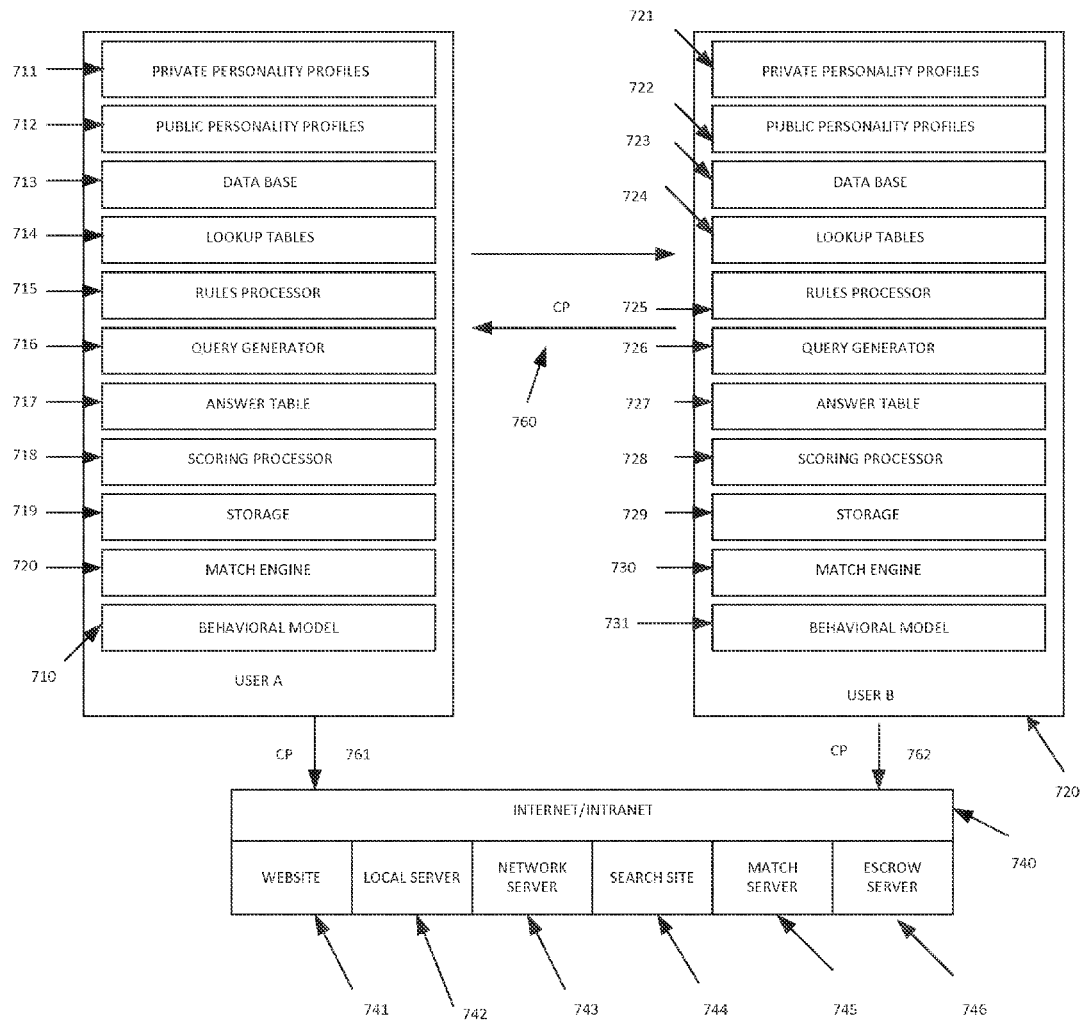 711 PRIVATE PERSONALITY PROFILES
712 PUBLIC PERSONALITY PROFILES
713 DATA BASE
714 LOOKUP TABLES
715 RULES PROCESSOR
716 QUERY GENERATOR
717 ANSWER TABLE
718 SCORING PROCESSOR
719 STORAGE
720 MATCH ENGINE
BEHAVIORAL MODEL
710
USER A
CP
760
721
PRIVATE PERSONALITY PROFILES
722
PUBLIC PERSONALITY PROFILES
723
DATA BASE
724
LOOKUP TABLES
RULES PROCESSOR
725
726 QUERY GENERATOR
727 ANSWER TABLE
728 SCORING PROCESSOR
729 STORAGE
730 MATCH ENGINE
731 BEHAVIORAL MODEL
USER B
720
CP 761
CP 762
INTERNET/INTRANET
740
WEBSITE
LOCAL SERVER
NETWORK
SERVER
SEARCH SITE
MATCH
SERVER
ESCROW
SERVER
741 742 743 744 745 746